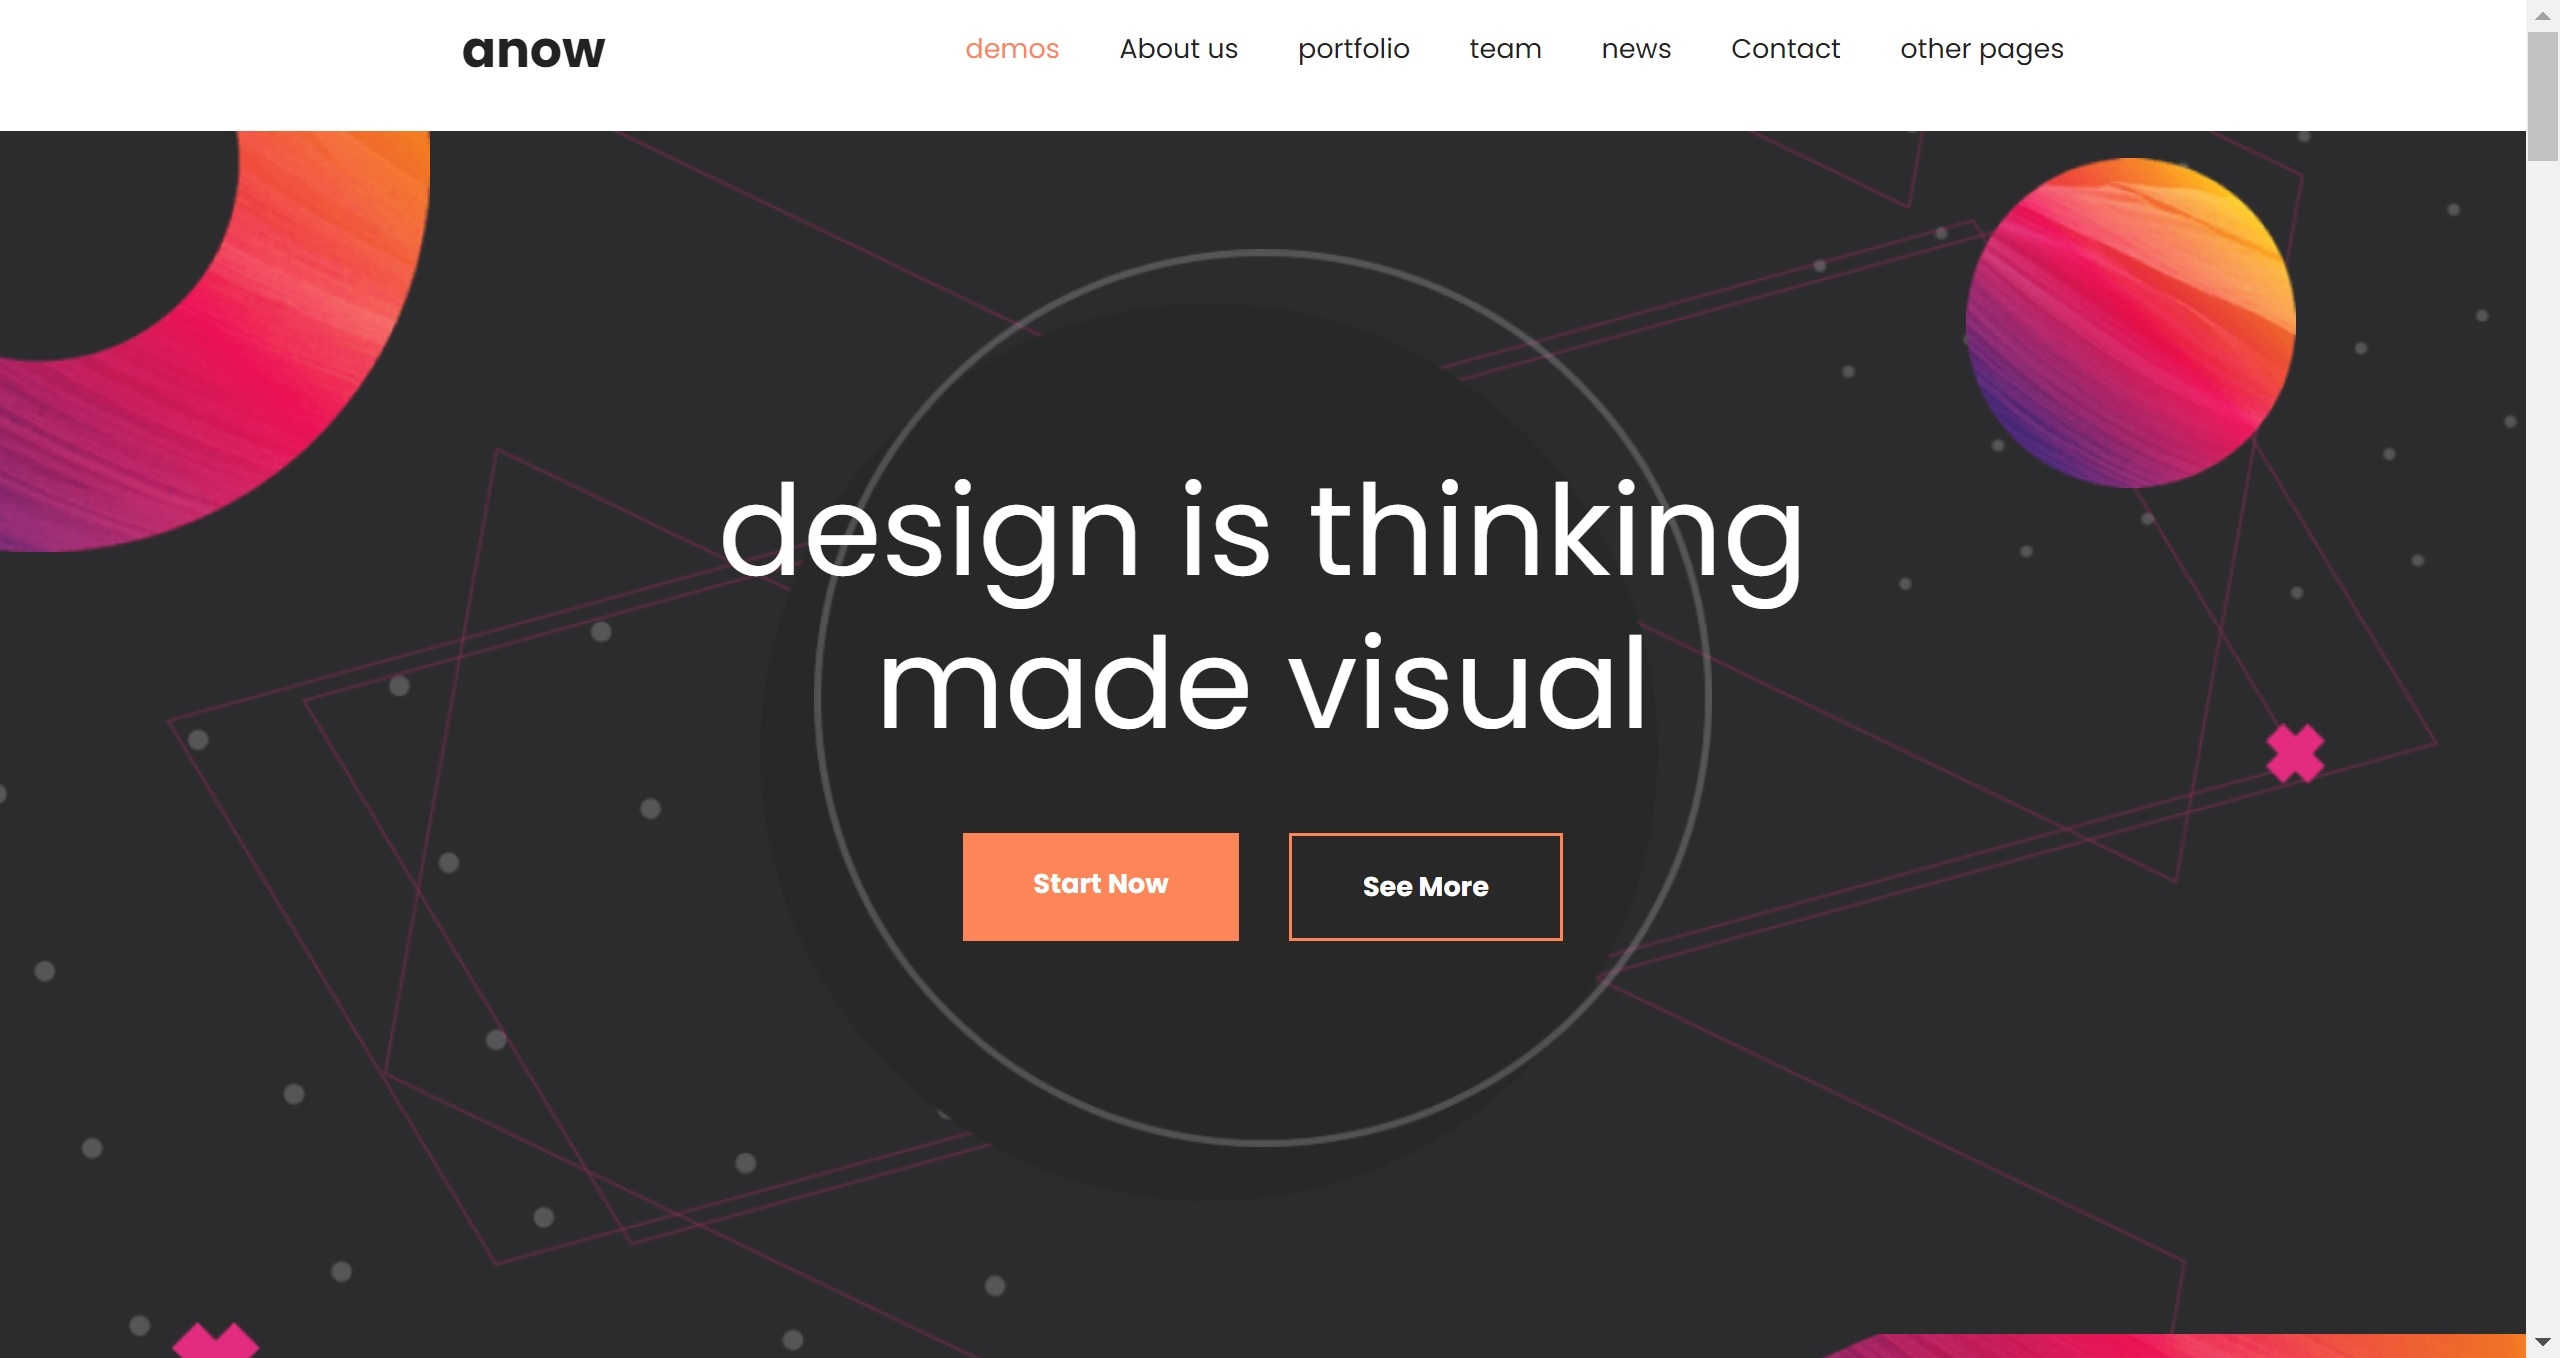 anow
demos About us portfolio team news Contact other pages
design is thinking
made visual
Start Now See More